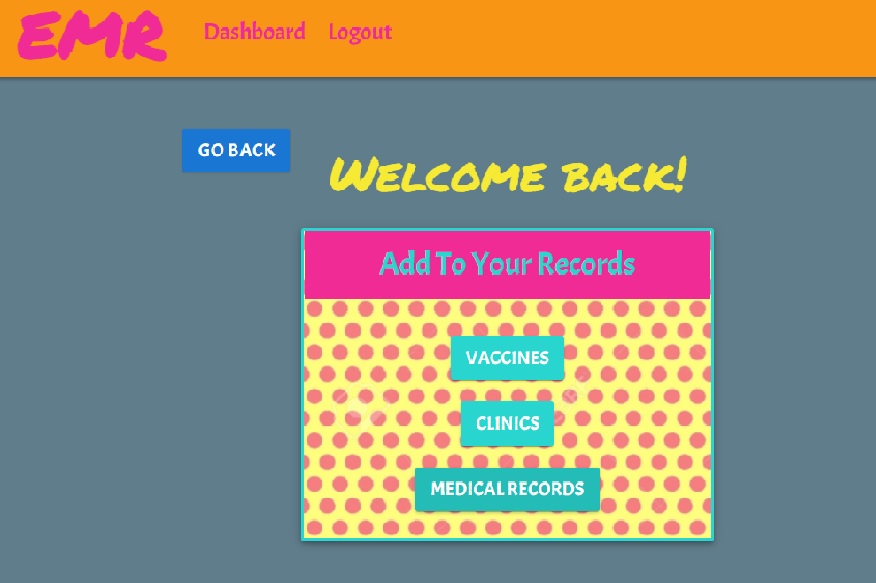 EMR Dashboard Logout
GO BACK
Welcome back!
Add To Your Records
VACCINES
CLINICS
MEDICAL RECORDS